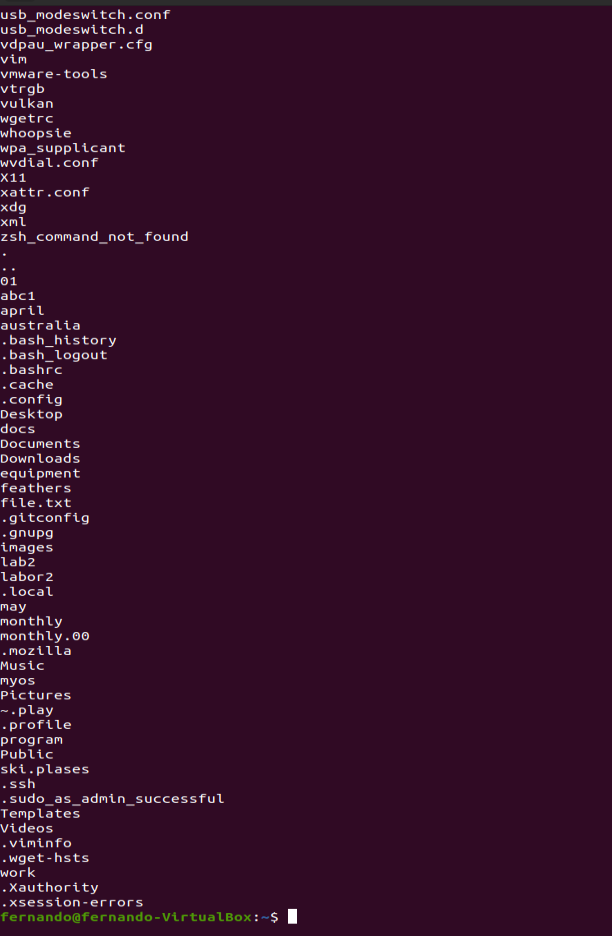 usb_modeswitch.conf
usb_modeswitch.d
vdpau_wrapper.cfg
vim
vmware-tools
vtrgb
vulkan
wgetrc
whoopsie
wpa_supplicant
wvdial.conf
X11
xattr.conf
xdg
xml
zsh_command_not_found
.
..
01
abc1
april
australia
.bash_history
.bash_logout
.bashrc
.cache
.config
Desktop
docs
Documents
Downloads
equipment
feathers
file.txt
.gitconfig
.gnupg
images
lab2
labor2
.local
may
monthly
monthly.00
.mozilla
Music
myos
Pictures
~.play
.profile
program
Public
ski.plases
.ssh
.sudo_as_admin_successful
Templates
Videos
.viminfo
.wget-hsts
work
.Xauthority
.xsession-errors
fernando@fernando-VirtualBox:~$